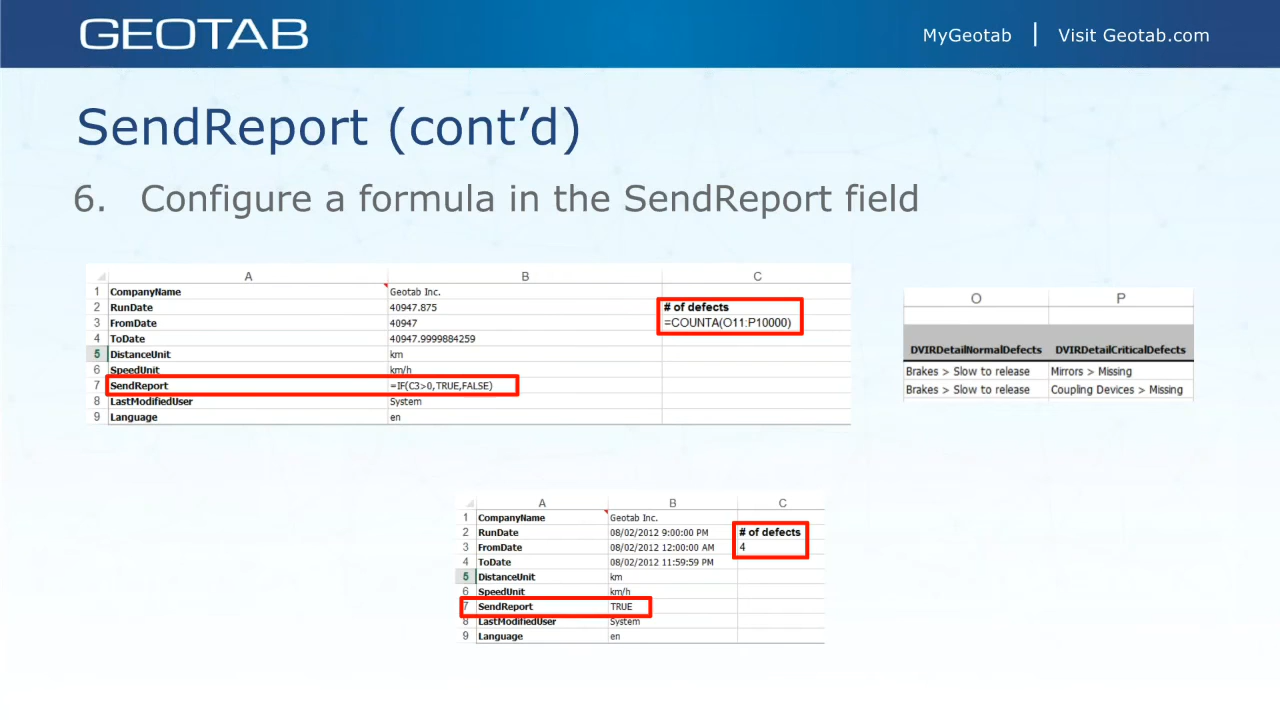 GEOTAB
MyGeotab | Visit Geotab.com
SendReport (cont’d)
6. Configure a formula in the SendReport field
A B C
1 CompanyName Geotab Inc.
2 RunDate 40947.875 # of defects
3 FromDate 40947 =COUNTA(O11:P10000)
4 ToDate 40947.9999884259
5 DistanceUnit km
6 SpeedUnit km/h
7 SendReport =IF(C3>0,TRUE,FALSE)
8 LastModifiedUser System
9 Language en
O P
DVIRDetailNormalDefects DVIRDetailCriticalDefects
Brakes > Slow to release Mirrors > Missing
Brakes > Slow to release Coupling Devices > Missing
A B C
1 CompanyName Geotab Inc.
2 RunDate 08/02/2012 9:00:00 PM # of defects
3 FromDate 08/02/2012 12:00:00 AM 4
4 ToDate 08/02/2012 11:59:59 PM
5 DistanceUnit km
6 SpeedUnit km/h
7 SendReport TRUE
8 LastModifiedUser System
9 Language en